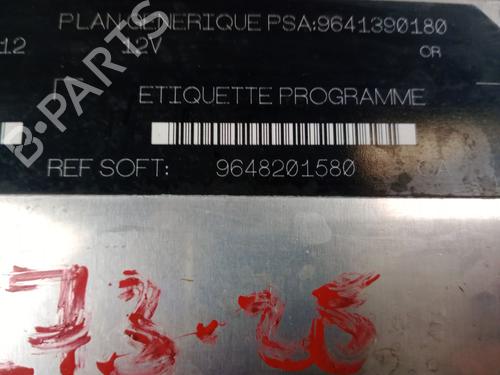 PLAN GENERIQUE PSA:9641390180
12 12V OR
ETIQUETTE PROGRAMME
REF SOFT: 9648201580
B-PARTS